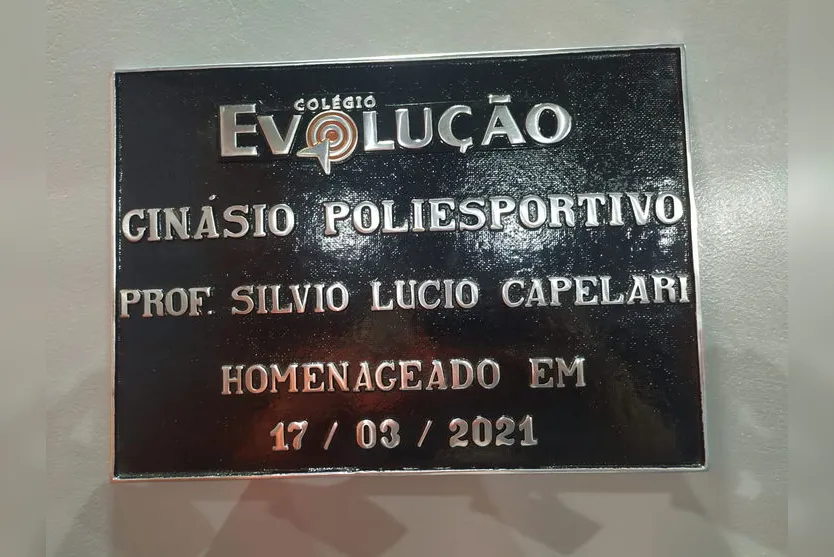 COLÉGIO
EVOLUÇÃO
GINÁSIO POLIESPORTIVO
PROF. SILVIO LUCIO CAPELARI
HOMENAGEADO EM
17 / 03 / 2021